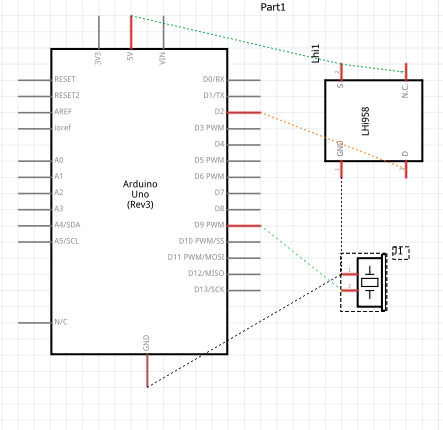 Part1
Lhi1
3V3
5V
VIN
RESET
RESET2
AREF
ioref
A0
A1
A2
A3
A4/SDA
A5/SCL
N/C
Arduino
Uno
(Rev3)
D0/RX
D1/TX
D2
D3 PWM
D4
D5 PWM
D6 PWM
D7
D8
D9 PWM
D10 PWM/SS
D11 PWM/MOSI
D12/MISO
D13/SCK
GND
S
N.C.
LHi958
GND
D
J1